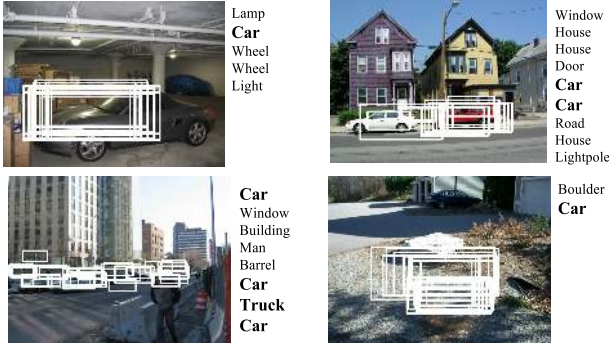 Lamp
Car
Wheel
Wheel
Light
Window
House
House
Door
Car
Car
Road
House
Lightpole
Car
Window
Building
Man
Barrel
Car
Truck
Car
Boulder
Car